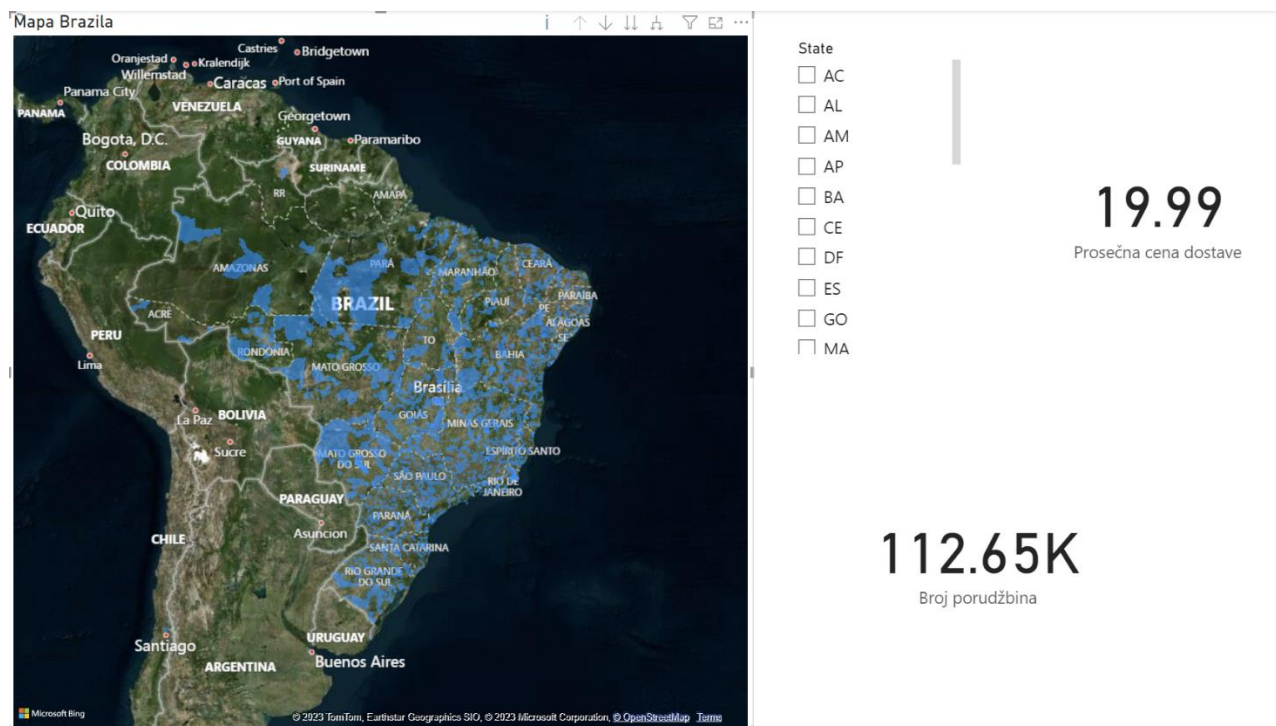 Mapa Brazila
Castries
Bridgetown
Oranjestad
Kralendijk
Willemstad
Caracas
Port of Spain
Panama City
PANAMA
VENEZUELA
Georgetown
Bogota, D.C.
GUYANA
Paramaribo
COLOMBIA
SURINAME
RR
AMAPÁ
Quito
ECUADOR
AMAZONAS
PARÁ
MARANHÃO
CEARÁ
BRAZIL
PIAUÍ
PARAÍBA
PE
ACRE
ALAGOAS
PERU
SE
TO
Lima
RONDÔNIA
MATO GROSSO
BAHIA
Brasília
La Paz
BOLIVIA
GOIÁS
MINAS GERAIS
Sucre
MATO GROSSO
DO SUL
ESPÍRITO SANTO
SÃO PAULO
RIO DE
JANEIRO
PARAGUAY
PARANÁ
Asuncion
CHILE
SANTA CATARINA
RIO GRANDE
DO SUL
Santiago
URUGUAY
Buenos Aires
ARGENTINA
Microsoft Bing
© 2023 TomTom, Earthstar Geographics SIO, © 2023 Microsoft Corporation, © OpenStreetMap Terms
State
AC
AL
AM
AP
BA
CE
DF
ES
GO
MA
19.99
Prosečna cena dostave
112.65K
Broj porudžbina